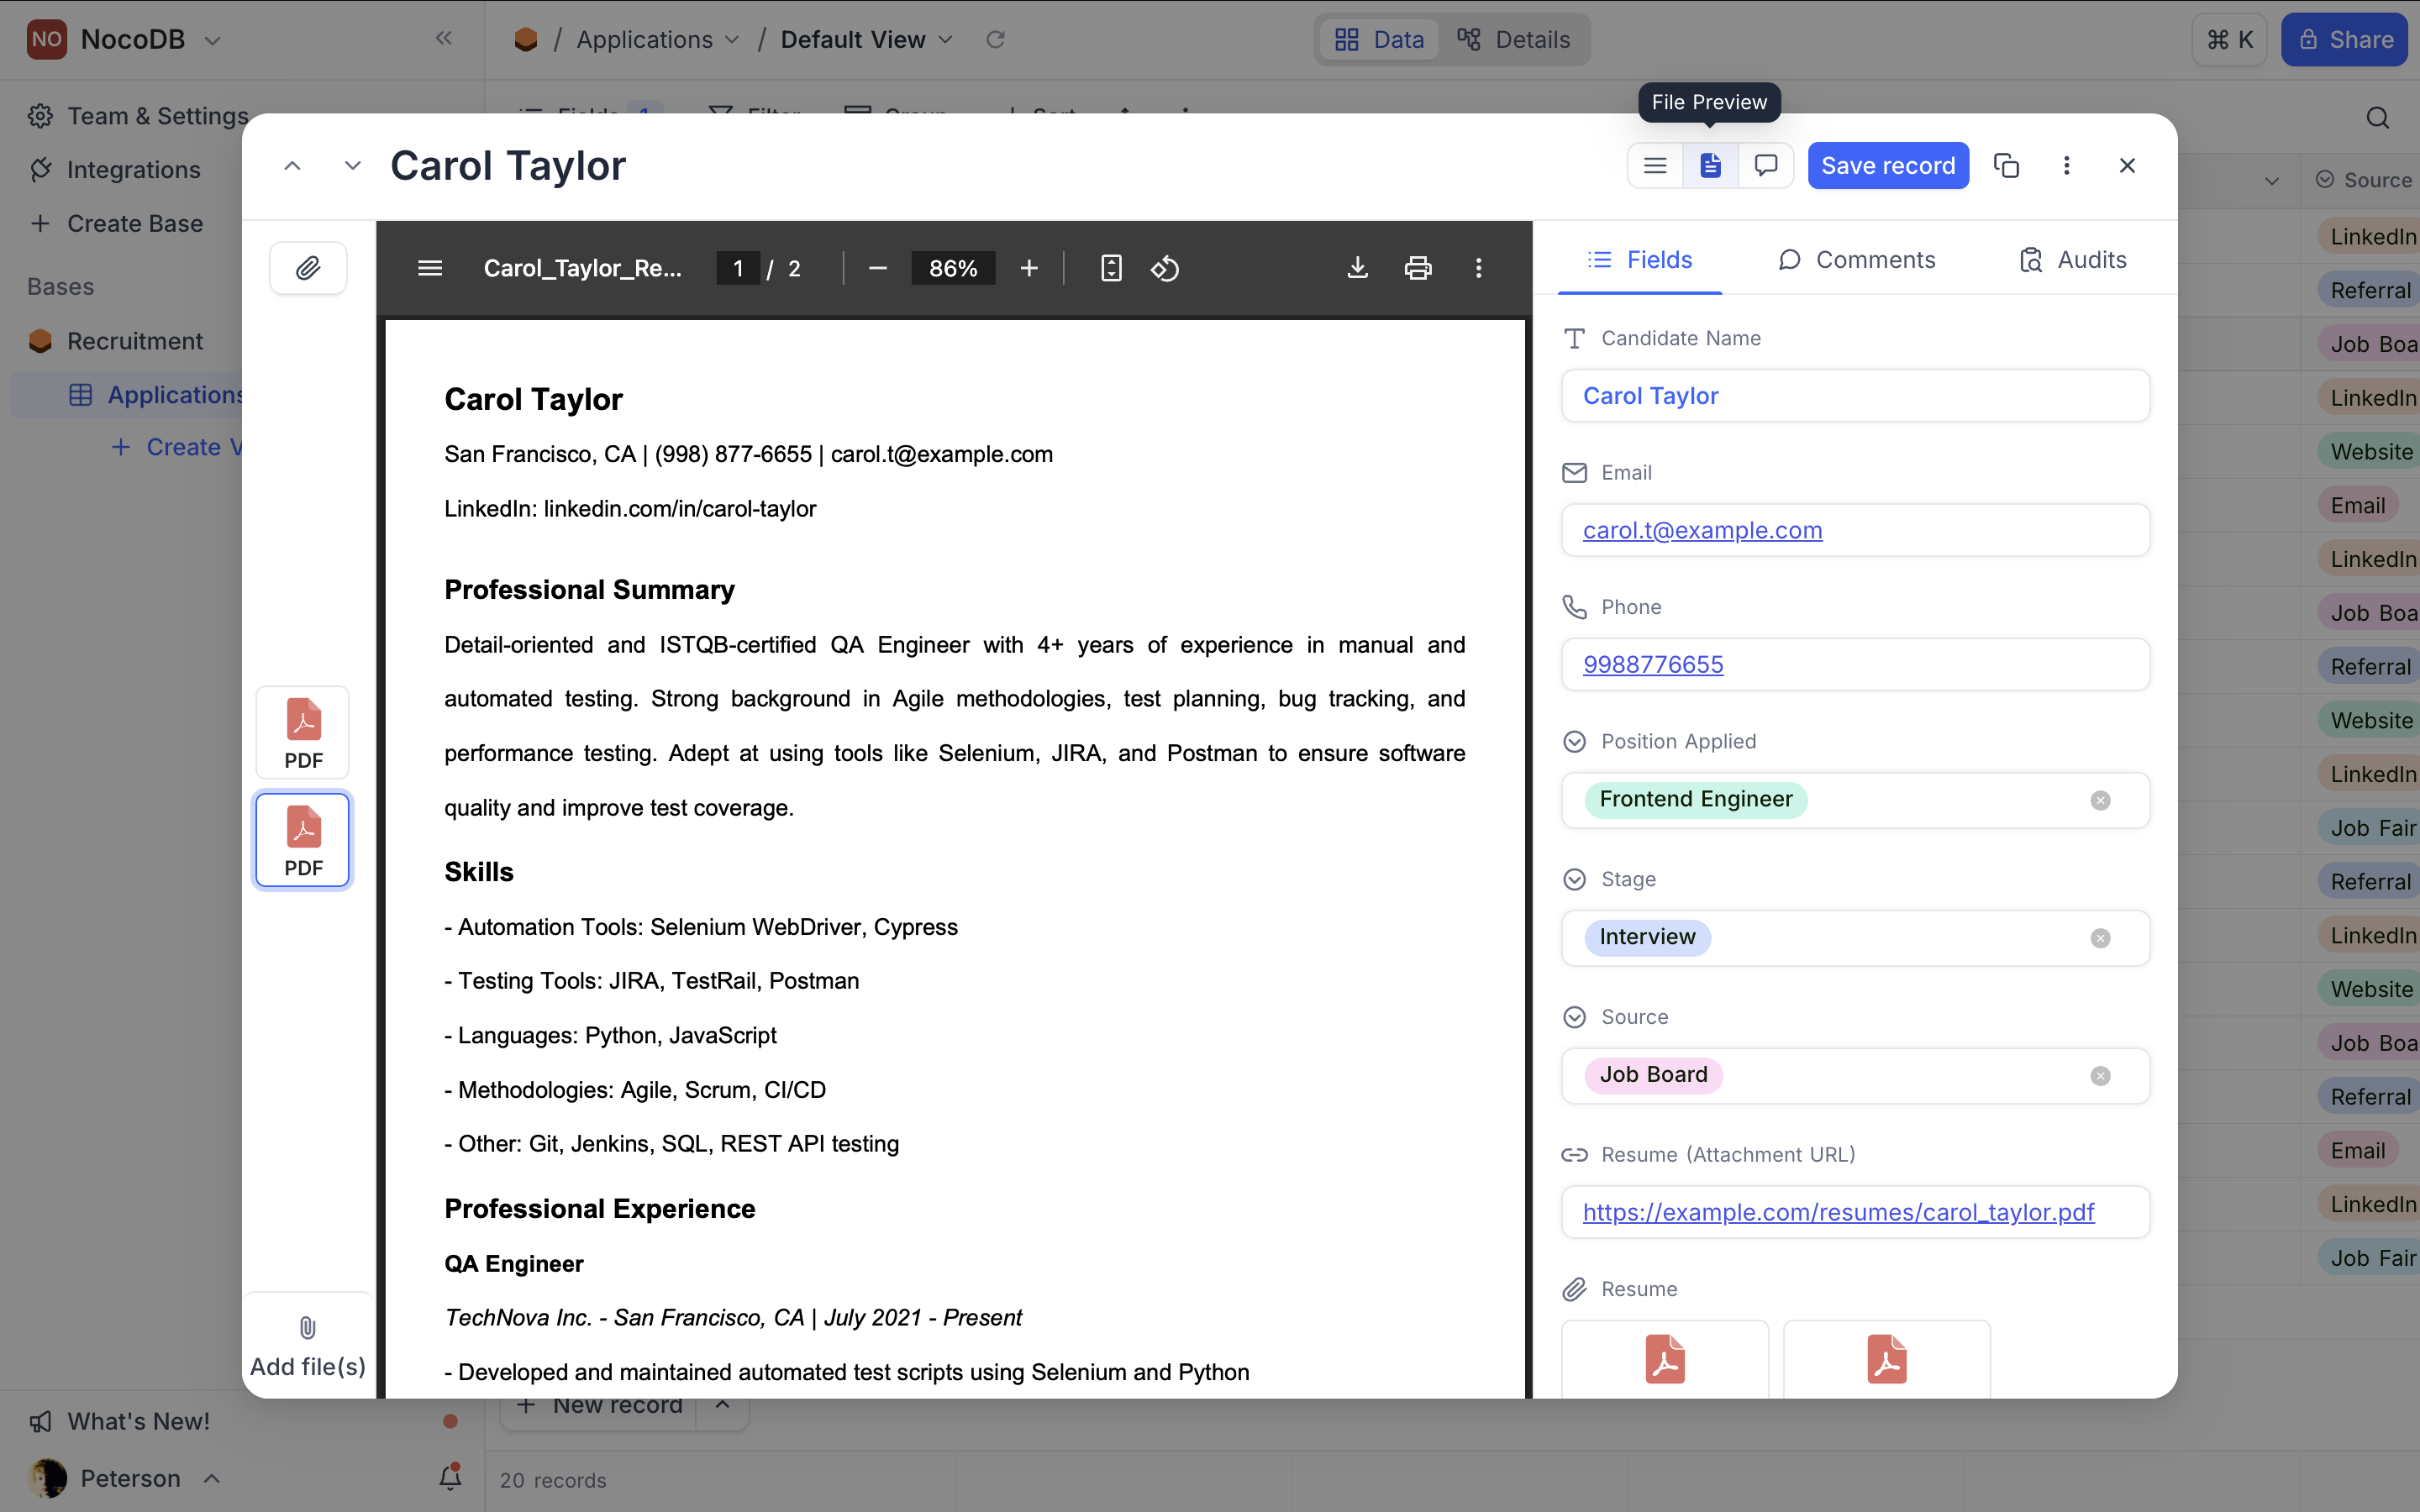 NO NocoDB
Applications / Default View
Data
Details
⌘ K
Share
Team & Settings
Integrations
Create Base
Bases
Recruitment
Applications
Create V
What's New!
Peterson
Fields 1
Filter
Group
Sort
File Preview
Carol Taylor
Save record
Carol_Taylor_Re...
1 / 2
86%
PDF
PDF
Add file(s)
Carol Taylor
San Francisco, CA | (998) 877-6655 | carol.t@example.com
LinkedIn: linkedin.com/in/carol-taylor
Professional Summary
Detail-oriented and ISTQB-certified QA Engineer with 4+ years of experience in manual and
automated testing. Strong background in Agile methodologies, test planning, bug tracking, and
performance testing. Adept at using tools like Selenium, JIRA, and Postman to ensure software
quality and improve test coverage.
Skills
- Automation Tools: Selenium WebDriver, Cypress
- Testing Tools: JIRA, TestRail, Postman
- Languages: Python, JavaScript
- Methodologies: Agile, Scrum, CI/CD
- Other: Git, Jenkins, SQL, REST API testing
Professional Experience
QA Engineer
TechNova Inc. - San Francisco, CA | July 2021 - Present
- Developed and maintained automated test scripts using Selenium and Python
Fields
Comments
Audits
Candidate Name
Carol Taylor
Email
carol.t@example.com
Phone
9988776655
Position Applied
Frontend Engineer
Stage
Interview
Source
Job Board
Resume (Attachment URL)
https://example.com/resumes/carol_taylor.pdf
Resume
Source
LinkedIn
Referral
Job Boa
LinkedIn
Website
Email
LinkedIn
Job Boa
Referral
Website
LinkedIn
Job Fair
Referral
LinkedIn
Website
Job Boa
Referral
Email
LinkedIn
Job Fair
New record
20 records